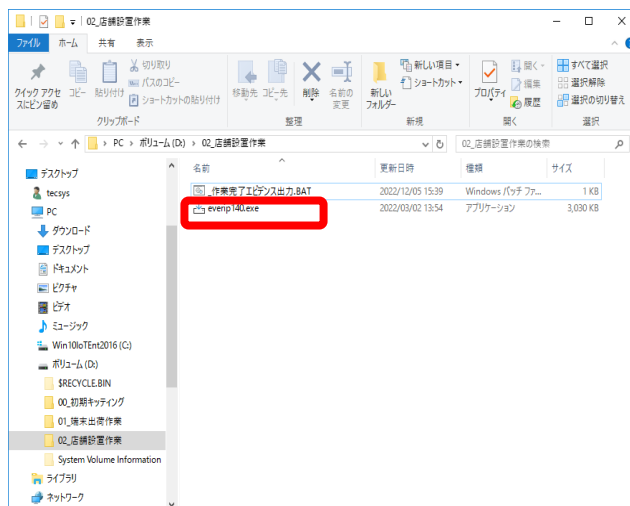 02_店舗設置作業
ファイル ホーム 共有 表示
クイック アクセスにピン留め
コピー
貼り付け
切り取り
パスのコピー
ショートカットの貼り付け
クリップボード
移動先
コピー先
削除
名前の変更
整理
新しいフォルダー
新しい項目
ショートカット
新規
プロパティ
開く
編集
履歴
開く
すべて選択
選択解除
選択の切り替え
選択
PC › ボリューム (D:) › 02_店舗設置作業
02_店舗設置作業の検索
デスクトップ
tecsys
PC
ダウンロード
デスクトップ
ドキュメント
ピクチャ
ビデオ
ミュージック
Win10IoTEnt2016 (C:)
ボリューム (D:)
$RECYCLE.BIN
00_初期キッティング
01_端末出荷作業
02_店舗設置作業
System Volume Information
ライブラリ
ネットワーク
名前 更新日時 種類 サイズ
_作業完了エビデンス出力.BAT 2022/12/05 15:39 Windows バッチ ファ... 1 KB
evenp140.exe 2022/03/02 13:54 アプリケーション 3,030 KB